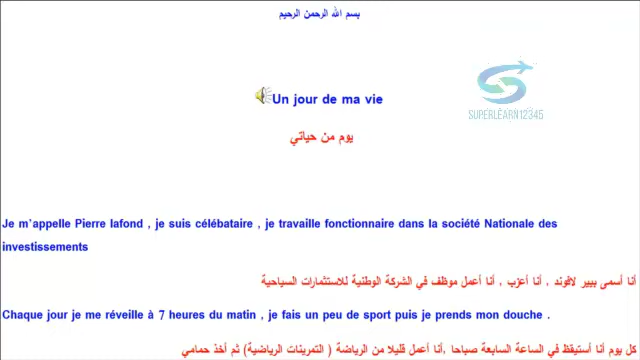 بسم الله الرحمن الرحيم
SUPERLEARN12345
Un jour de ma vie
يوم من حياتي
Je m'appelle Pierre lafond , je suis célébataire , je travaille fonctionnaire dans la société Nationale des
investissements
أنا أسمى بيير لافوند , أنا أعزب , أنا أعمل موظف في الشركة الوطنية للاستثمارات السياحية
Chaque jour je me réveille à 7 heures du matin , je fais un peu de sport puis je prends mon douche .
كل يوم أنا أستيقظ في الساعة السابعة صباحا ,أنا أعمل قليلا من الرياضة ( التمرينات الرياضية) ثم أخذ حمامي